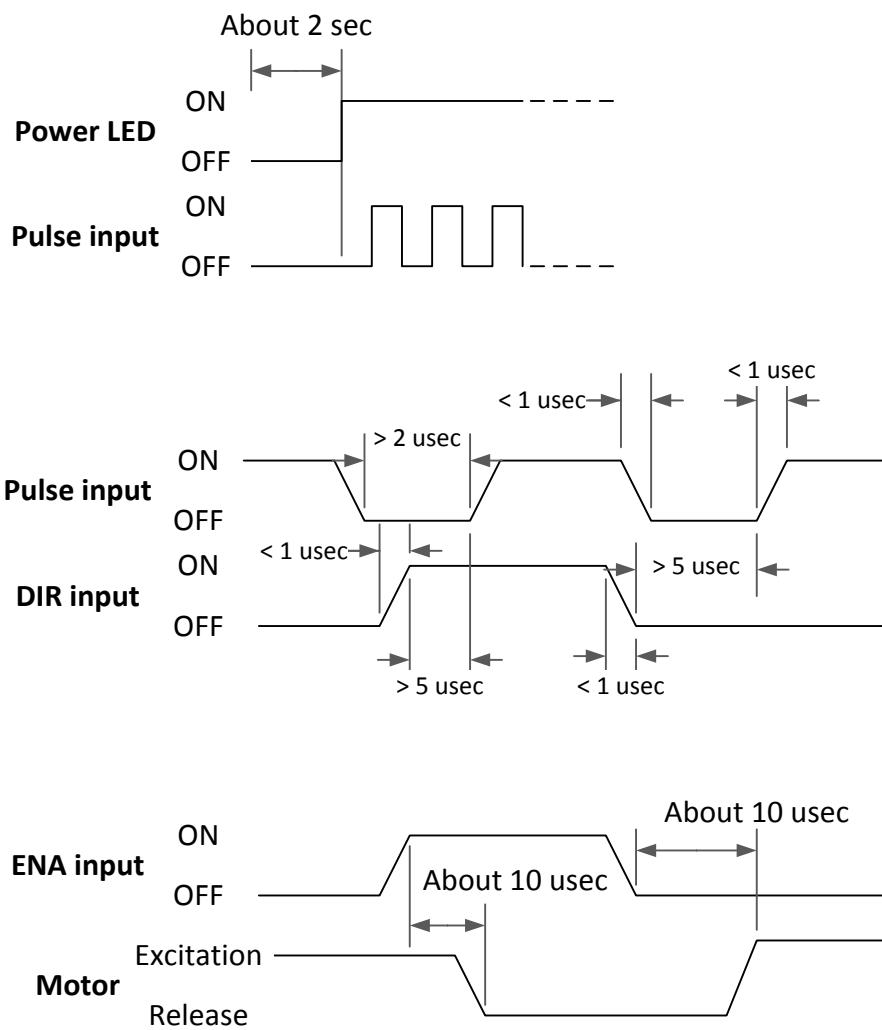 About 2 sec
ON
Power LED
OFF
ON
Pulse input
OFF
< 1 usec
< 1 usec
> 2 usec
ON
Pulse input
OFF
< 1 usec
ON
> 5 usec
DIR input
OFF
> 5 usec
< 1 usec
About 10 usec
ON
ENA input
About 10 usec
OFF
Excitation
Motor
Release